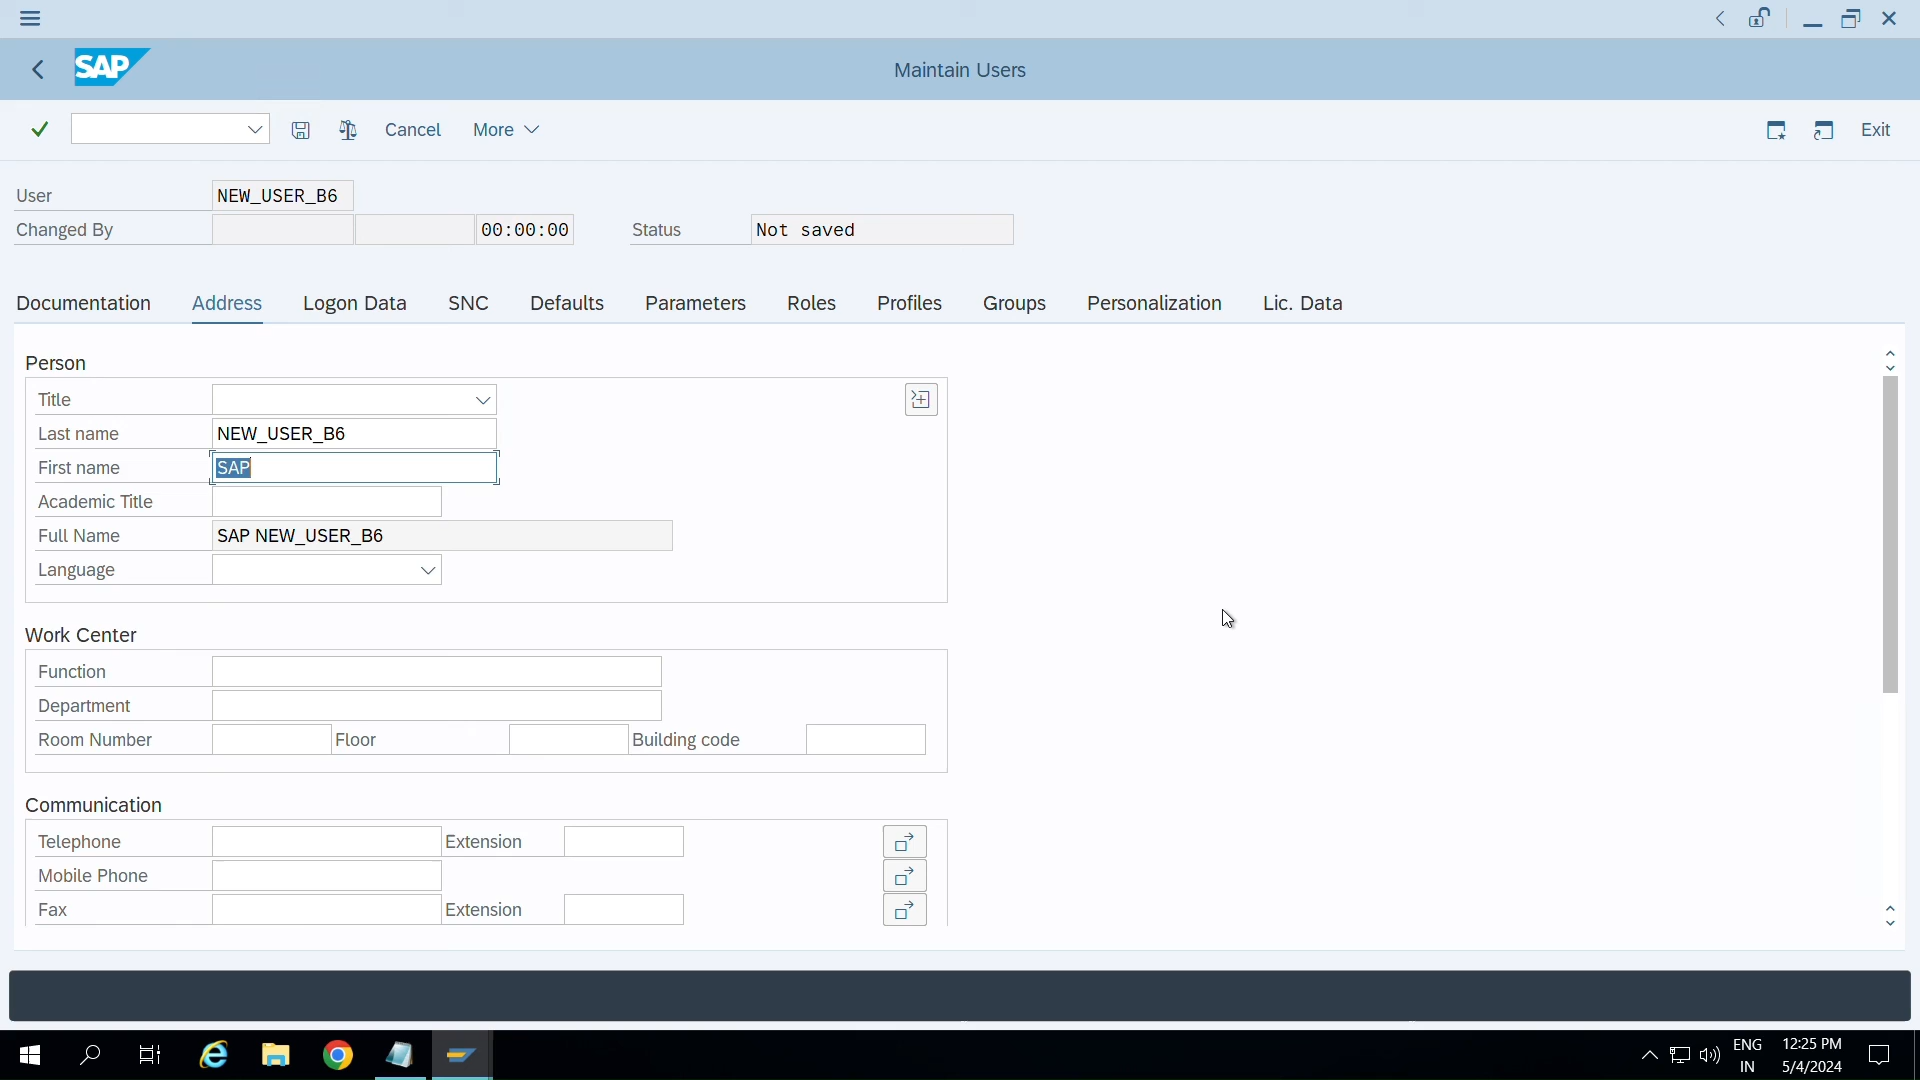 SAP
Maintain Users
Cancel More Exit
User NEW_USER_B6
Changed By 00:00:00 Status Not saved
Documentation Address Logon Data SNC Defaults Parameters Roles Profiles Groups Personalization Lic. Data
Person
Title
Last name NEW_USER_B6
First name SAP
Academic Title
Full Name SAP NEW_USER_B6
Language
Work Center
Function
Department
Room Number Floor Building code
Communication
Telephone Extension
Mobile Phone
Fax Extension
ENG 12:25 PM
IN 5/4/2024